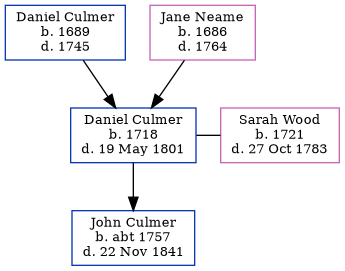 Daniel Culmer
b. 1689
d. 1745
Jane Neame
b. 1686
d. 1764
Daniel Culmer
b. 1718
d. 19 May 1801
Sarah Wood
b. 1721
d. 27 Oct 1783
John Culmer
b. abt 1757
d. 22 Nov 1841